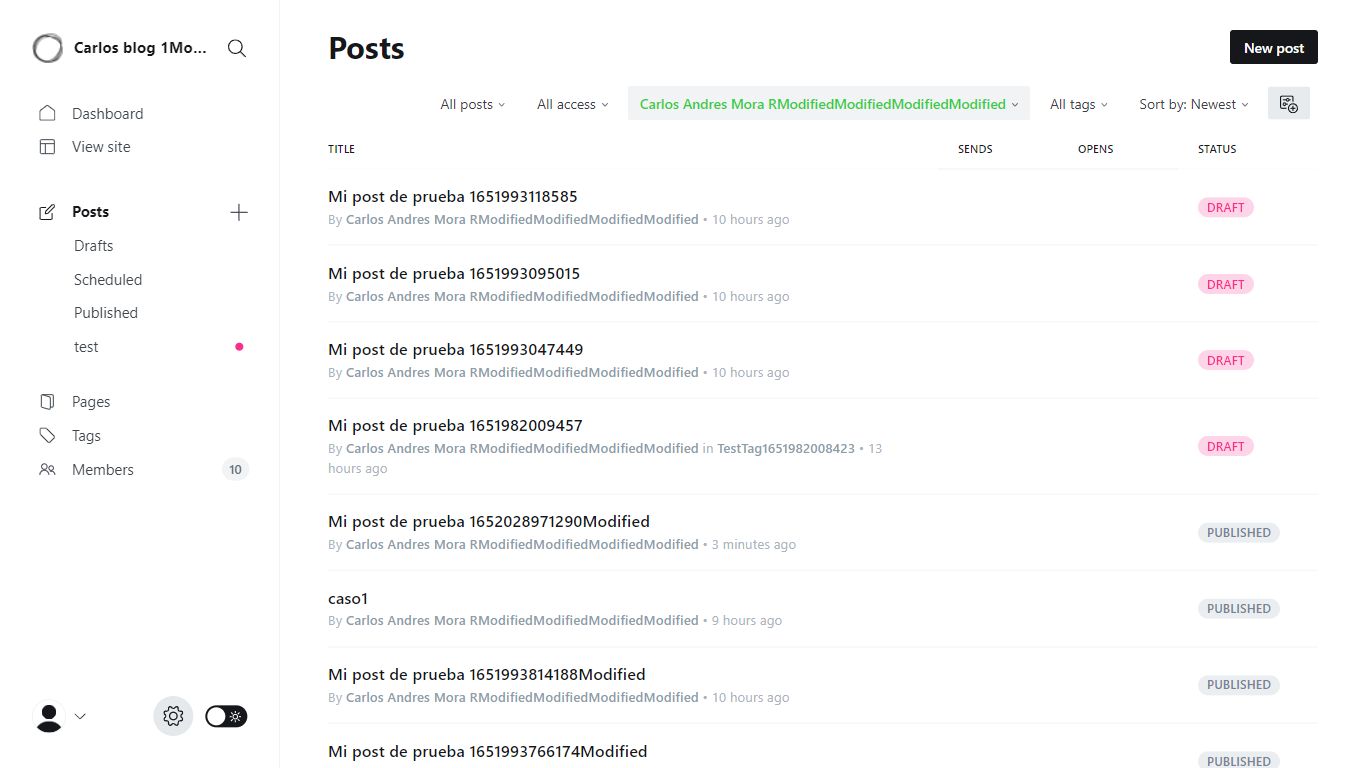 Carlos blog 1Mo...
Dashboard
View site
Posts
Drafts
Scheduled
Published
test
Pages
Tags
Members 10
Posts
New post
All posts All access Carlos Andres Mora RModifiedModifiedModifiedModified All tags Sort by: Newest
TITLE SENDS OPENS STATUS
Mi post de prueba 1651993118585
By Carlos Andres Mora RModifiedModifiedModifiedModified • 10 hours ago
DRAFT
Mi post de prueba 1651993095015
By Carlos Andres Mora RModifiedModifiedModifiedModified • 10 hours ago
DRAFT
Mi post de prueba 1651993047449
By Carlos Andres Mora RModifiedModifiedModifiedModified • 10 hours ago
DRAFT
Mi post de prueba 1651982009457
By Carlos Andres Mora RModifiedModifiedModifiedModified in TestTag1651982008423 • 13
hours ago
DRAFT
Mi post de prueba 1652028971290Modified
By Carlos Andres Mora RModifiedModifiedModifiedModified • 3 minutes ago
PUBLISHED
caso1
By Carlos Andres Mora RModifiedModifiedModifiedModified • 9 hours ago
PUBLISHED
Mi post de prueba 1651993814188Modified
By Carlos Andres Mora RModifiedModifiedModifiedModified • 10 hours ago
PUBLISHED
Mi post de prueba 1651993766174Modified
PUBLISHED